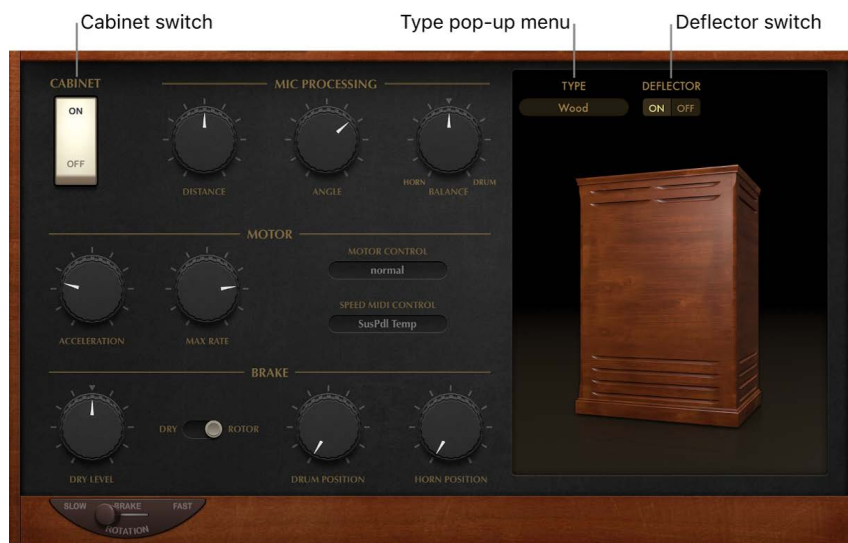 Cabinet switch
Type pop-up menu
Deflector switch
CABINET
ON
OFF
MIC PROCESSING
DISTANCE
ANGLE
HORN
DRUM
BALANCE
TYPE
Wood
DEFLECTOR
ON OFF
MOTOR
ACCELERATION
MAX RATE
MOTOR CONTROL
normal
SPEED MIDI CONTROL
SusPdl Temp
BRAKE
DRY LEVEL
DRY
ROTOR
DRUM POSITION
HORN POSITION
SLOW
BRAKE
FAST
ROTATION